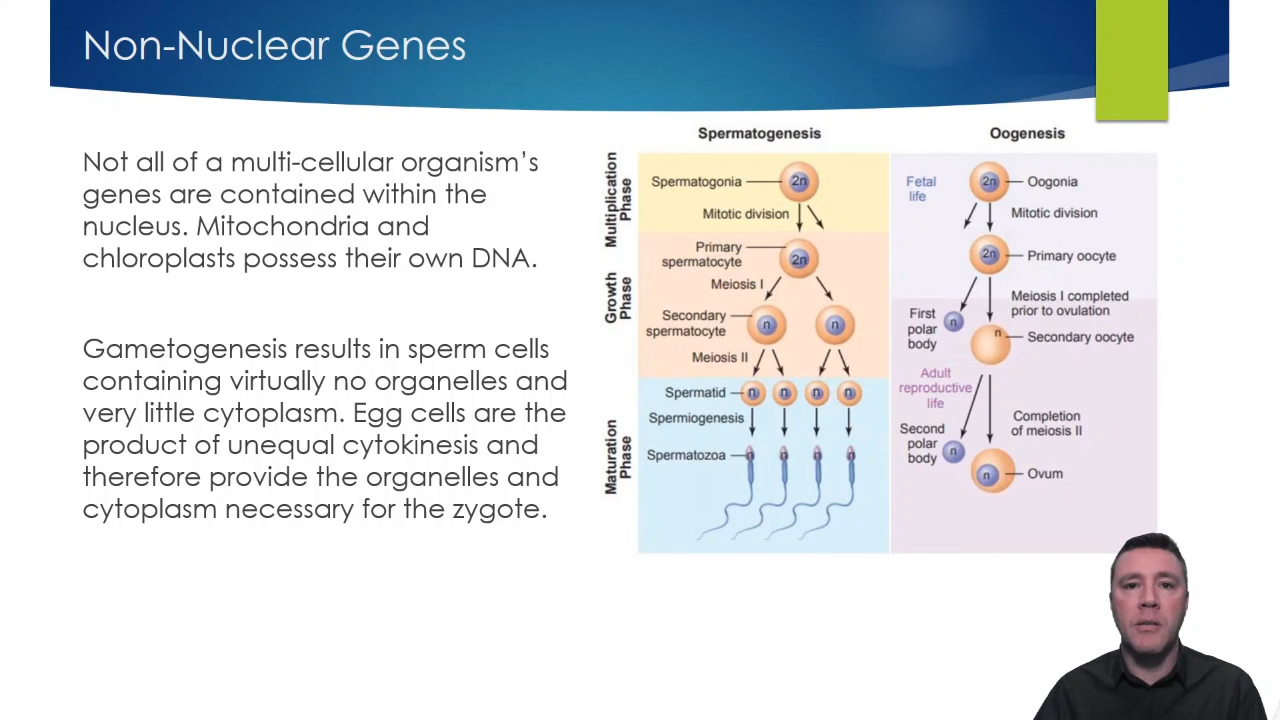 Non-Nuclear Genes
Not all of a multi-cellular organism’s
genes are contained within the
nucleus. Mitochondria and
chloroplasts possess their own DNA.
Gametogenesis results in sperm cells
containing virtually no organelles and
very little cytoplasm. Egg cells are the
product of unequal cytokinesis and
therefore provide the organelles and
cytoplasm necessary for the zygote.
Spermatogenesis
Multiplication
Phase
Growth
Phase
Maturation
Phase
Spermatogonia
2n
Mitotic division
Primary
spermatocyte
2n
Meiosis I
Secondary
spermatocyte
n
n
Meiosis II
Spermatid
n
n
n
n
Spermiogenesis
Spermatozoa
n
n
n
n
Oogenesis
Fetal
life
2n
Oogonia
Mitotic division
2n
Primary oocyte
Meiosis I completed
prior to ovulation
First
polar
body
n
n
Secondary oocyte
Adult
reproductive
life
Completion
of meiosis II
Second
polar
body
n
n
Ovum